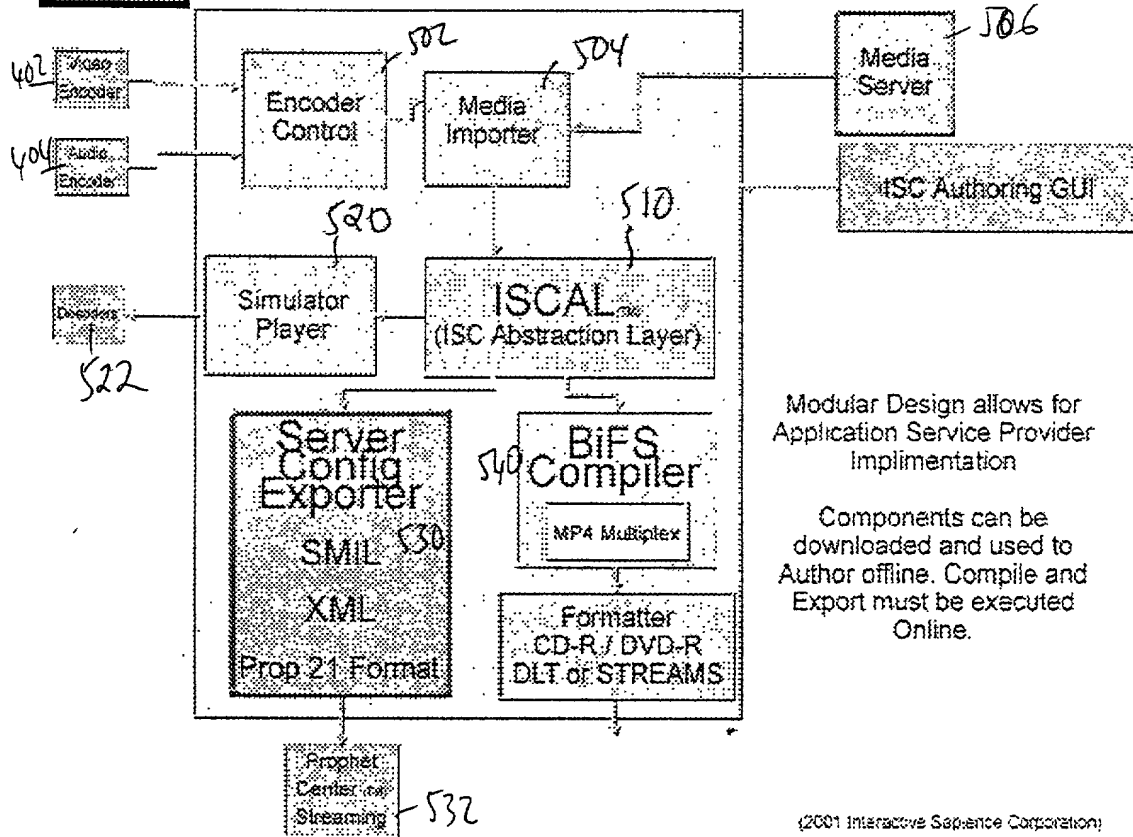 502
504
506
402
Video
Encoder
Encoder
Control
Media
Importer
Media
Server
404
Audio
Encoder
ISC Authoring GUI
520
510
Decoders
522
Simulator
Player
ISCAL
(ISC Abstraction Layer)
Server
Config
Exporter
530
SMIL
XML
Prop 21 Format
540
BiFS
Compiler
MP4 Multiplex
Formatter
CD-R / DVD-R
DLT or STREAMS
Modular Design allows for
Application Service Provider
Implimentation
Components can be
downloaded and used to
Author offline. Compile and
Export must be executed
Online.
Prophet
Center
Streaming
532
(2001 Interactive Sapience Corporation)